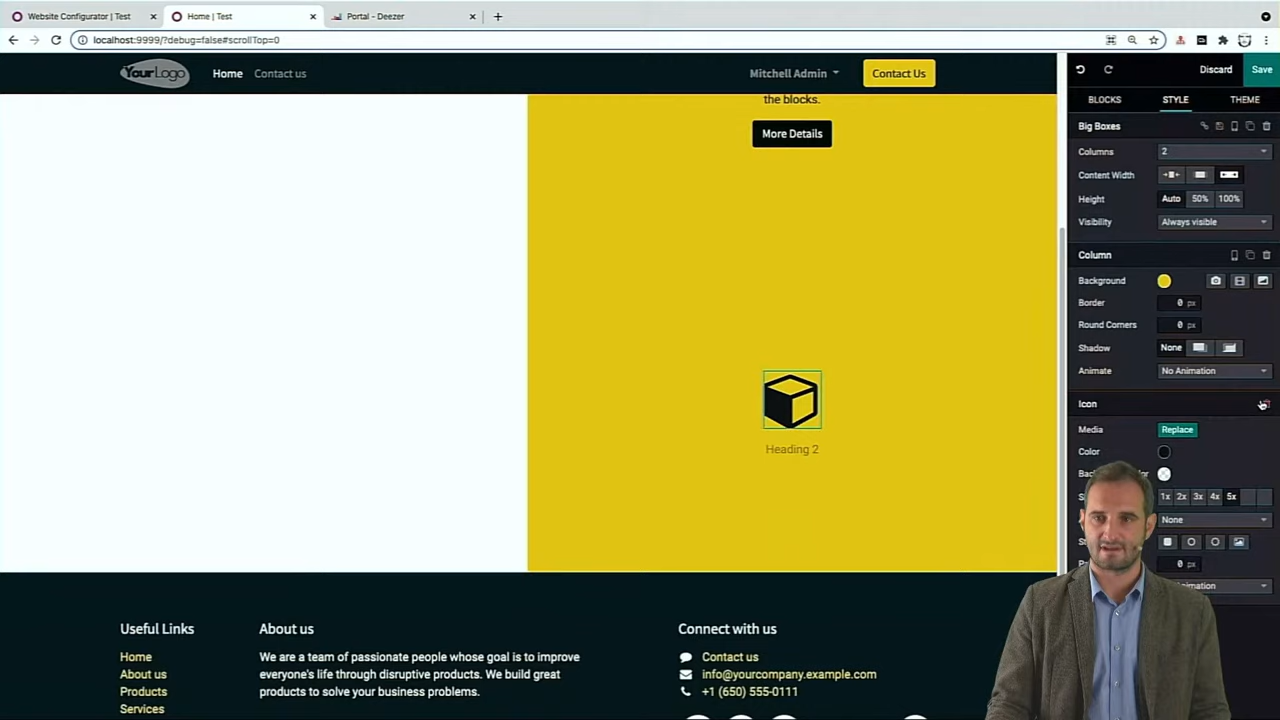 Website Configurator | Test
Home | Test
Portal - Deezer
localhost:9999/?debug=false#scrollTop=0
YourLogo
Home
Contact us
Mitchell Admin
Contact Us
Discard
Save
BLOCKS
STYLE
THEME
the blocks.
More Details
Big Boxes
Columns
2
Content Width
Height
Auto
50%
100%
Visibility
Always visible
Column
Background
Border
0 px
Round Corners
0 px
Shadow
None
Animate
No Animation
Icon
Media
Replace
Color
1x
2x
3x
4x
5x
None
0 px
Heading 2
Useful Links
Home
About us
Products
Services
About us
We are a team of passionate people whose goal is to improve
everyone's life through disruptive products. We build great
products to solve your business problems.
Connect with us
Contact us
info@yourcompany.example.com
+1 (650) 555-0111